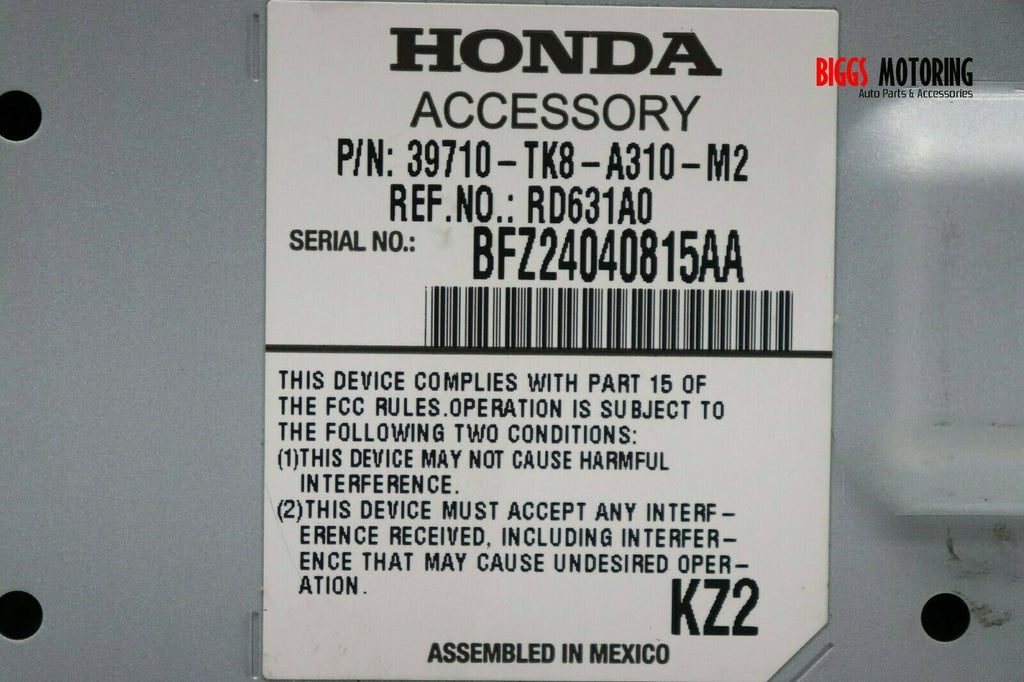 HONDA
BIGGS MOTORING
Auto Parts & Accessories
ACCESSORY
P/N: 39710-TK8-A310-M2
REF.NO.: RD631A0
SERIAL NO.: BFZ24040815AA
THIS DEVICE COMPLIES WITH PART 15 OF
THE FCC RULES.OPERATION IS SUBJECT TO
THE FOLLOWING TWO CONDITIONS:
(1)THIS DEVICE MAY NOT CAUSE HARMFUL
INTERFERENCE.
(2)THIS DEVICE MUST ACCEPT ANY INTERF-
ERENCE RECEIVED, INCLUDING INTERFER-
ENCE THAT MAY CAUSE UNDESIRED OPER-
ATION.
KZ2
ASSEMBLED IN MEXICO